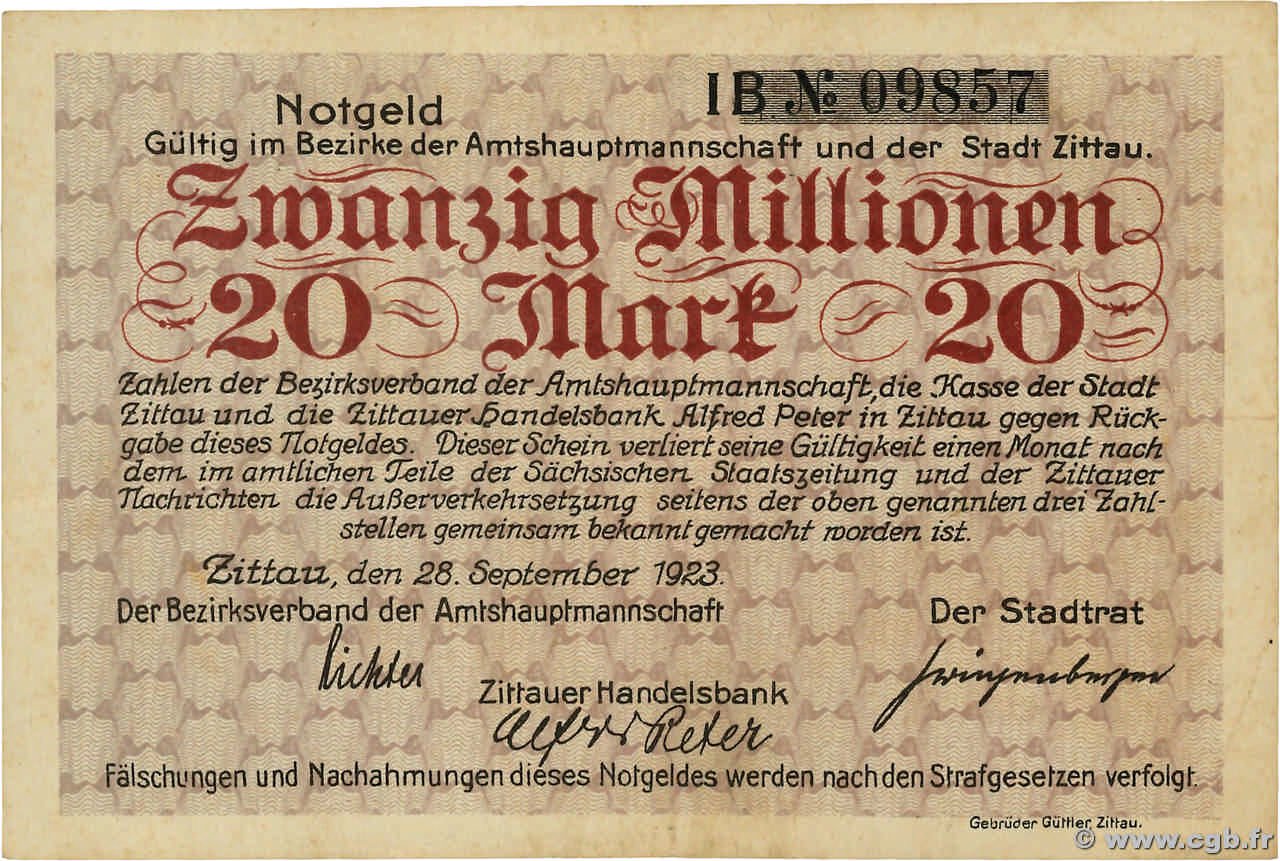 IB № 09857
Notgeld
Gültig im Bezirke der Amtshauptmannschaft und der Stadt Zittau.
Zwanzig Millionen
20 Mark 20
Zahlen der Bezirksverband der Amtshauptmannschaft, die Kasse der Stadt
Zittau und die Zittauer Handelsbank Alfred Peter in Zittau gegen Rück-
gabe dieses Notgeldes. Dieser Schein verliert seine Gültigkeit einen Monat nach
dem im amtlichen Teile der Sächsischen Staatszeitung und der Zittauer
Nachrichten die Außerverkehrsetzung seitens der oben genannten drei Zahl-
stellen gemeinsam bekannt gemacht worden ist.
Zittau, den 28. September 1923.
Der Bezirksverband der Amtshauptmannschaft Der Stadtrat
Richter Zwingenberger
Zittauer Handelsbank
Alfred Peter
Fälschungen und Nachahmungen dieses Notgeldes werden nach den Strafgesetzen verfolgt.
Gebrüder Güttler, Zittau.
© www.cgb.fr